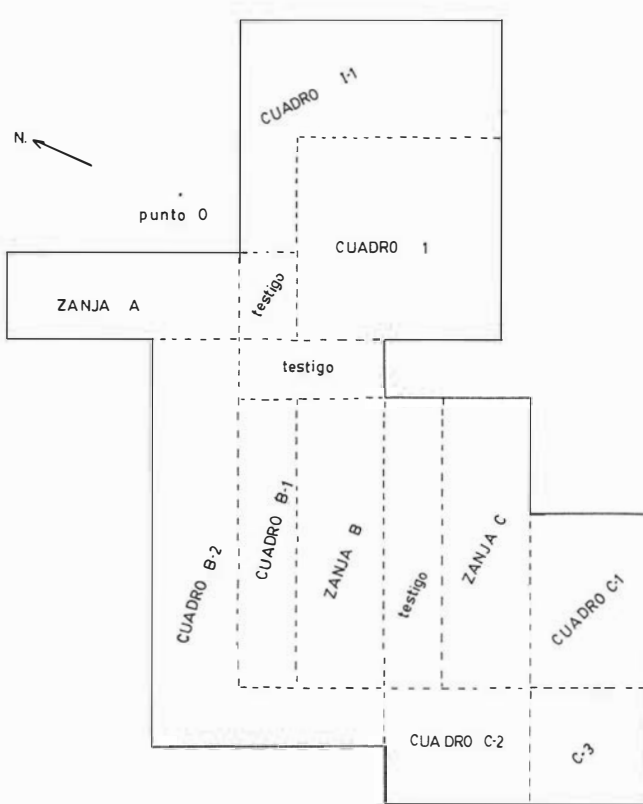 CUADRO I-1
N.
punto O
CUADRO 1
ZANJA A
testigo
testigo
CUADRO B-2
CUADRO B-1
ZANJA B
testigo
ZANJA C
CUADRO C-1
CUADRO C-2
C-3